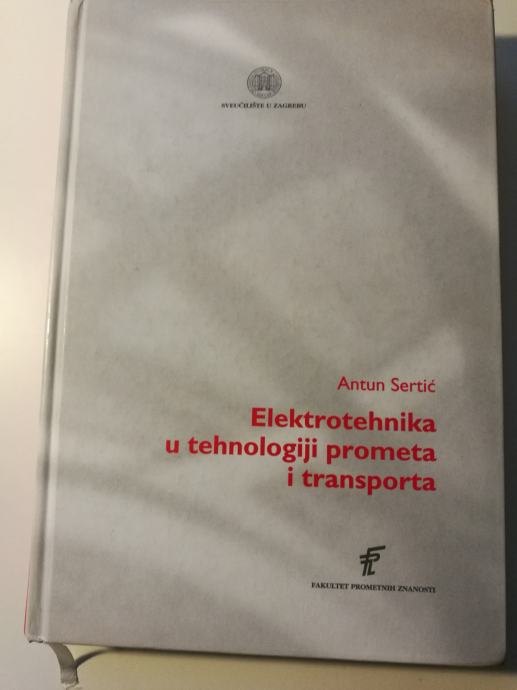 SVEUČILIŠTE U ZAGREBU
Antun Sertić
Elektrotehnika
u tehnologiji prometa
i transporta
FAKULTET PROMETNIH ZNANOSTI